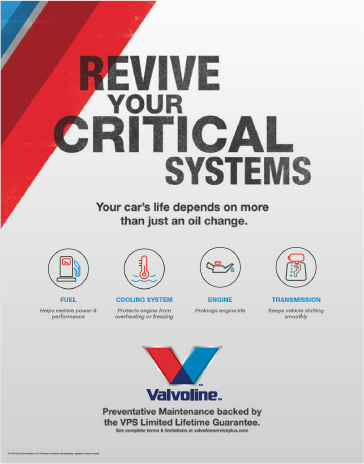 REVIVE
YOUR
CRITICAL
SYSTEMS
Your car's life depends on more
than just an oil change.
FUEL
Helps restore power &
performance
COOLING SYSTEM
Protects engine from
overheating or freezing
ENGINE
Prolongs engine life
TRANSMISSION
Keeps vehicle shifting
smoothly
Valvoline™
Preventative Maintenance backed by
the VPS Limited Lifetime Guarantee.
See complete terms & limitations at valvolineserviceplus.com